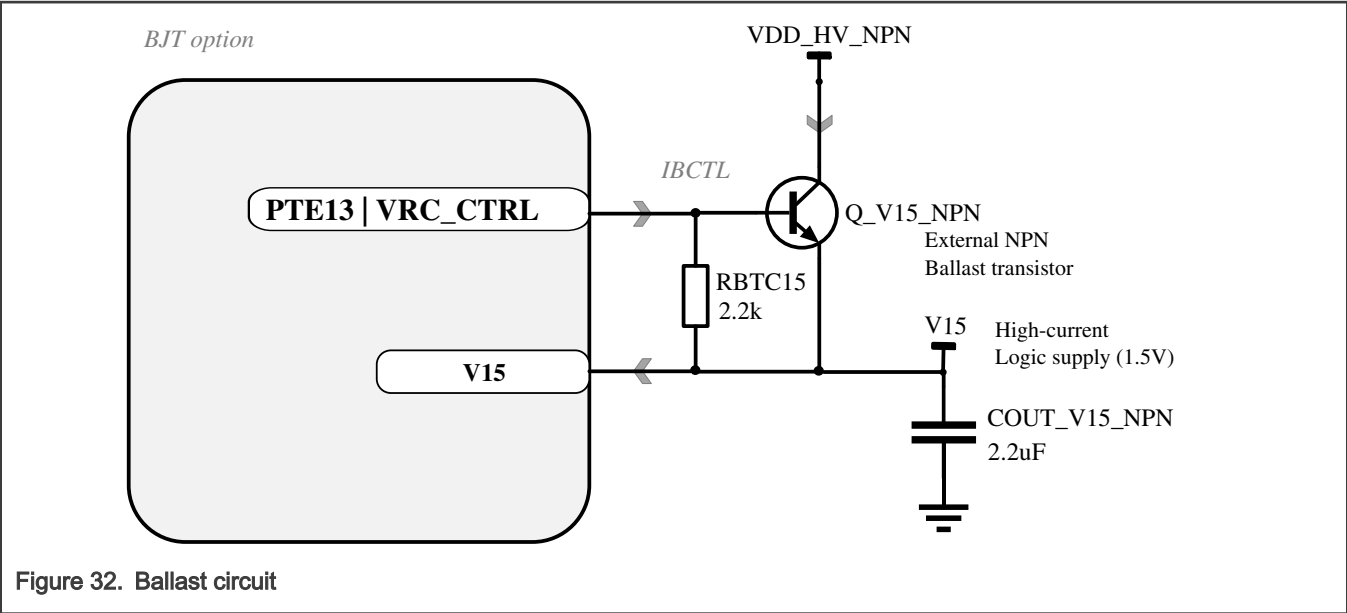 BJT option
VDD_HV_NPN
IBCTL
PTE13 | VRC_CTRL
Q_V15_NPN
External NPN
Ballast transistor
RBTC15
2.2k
V15
High-current
Logic supply (1.5V)
V15
COUT_V15_NPN
2.2uF
Figure 32. Ballast circuit